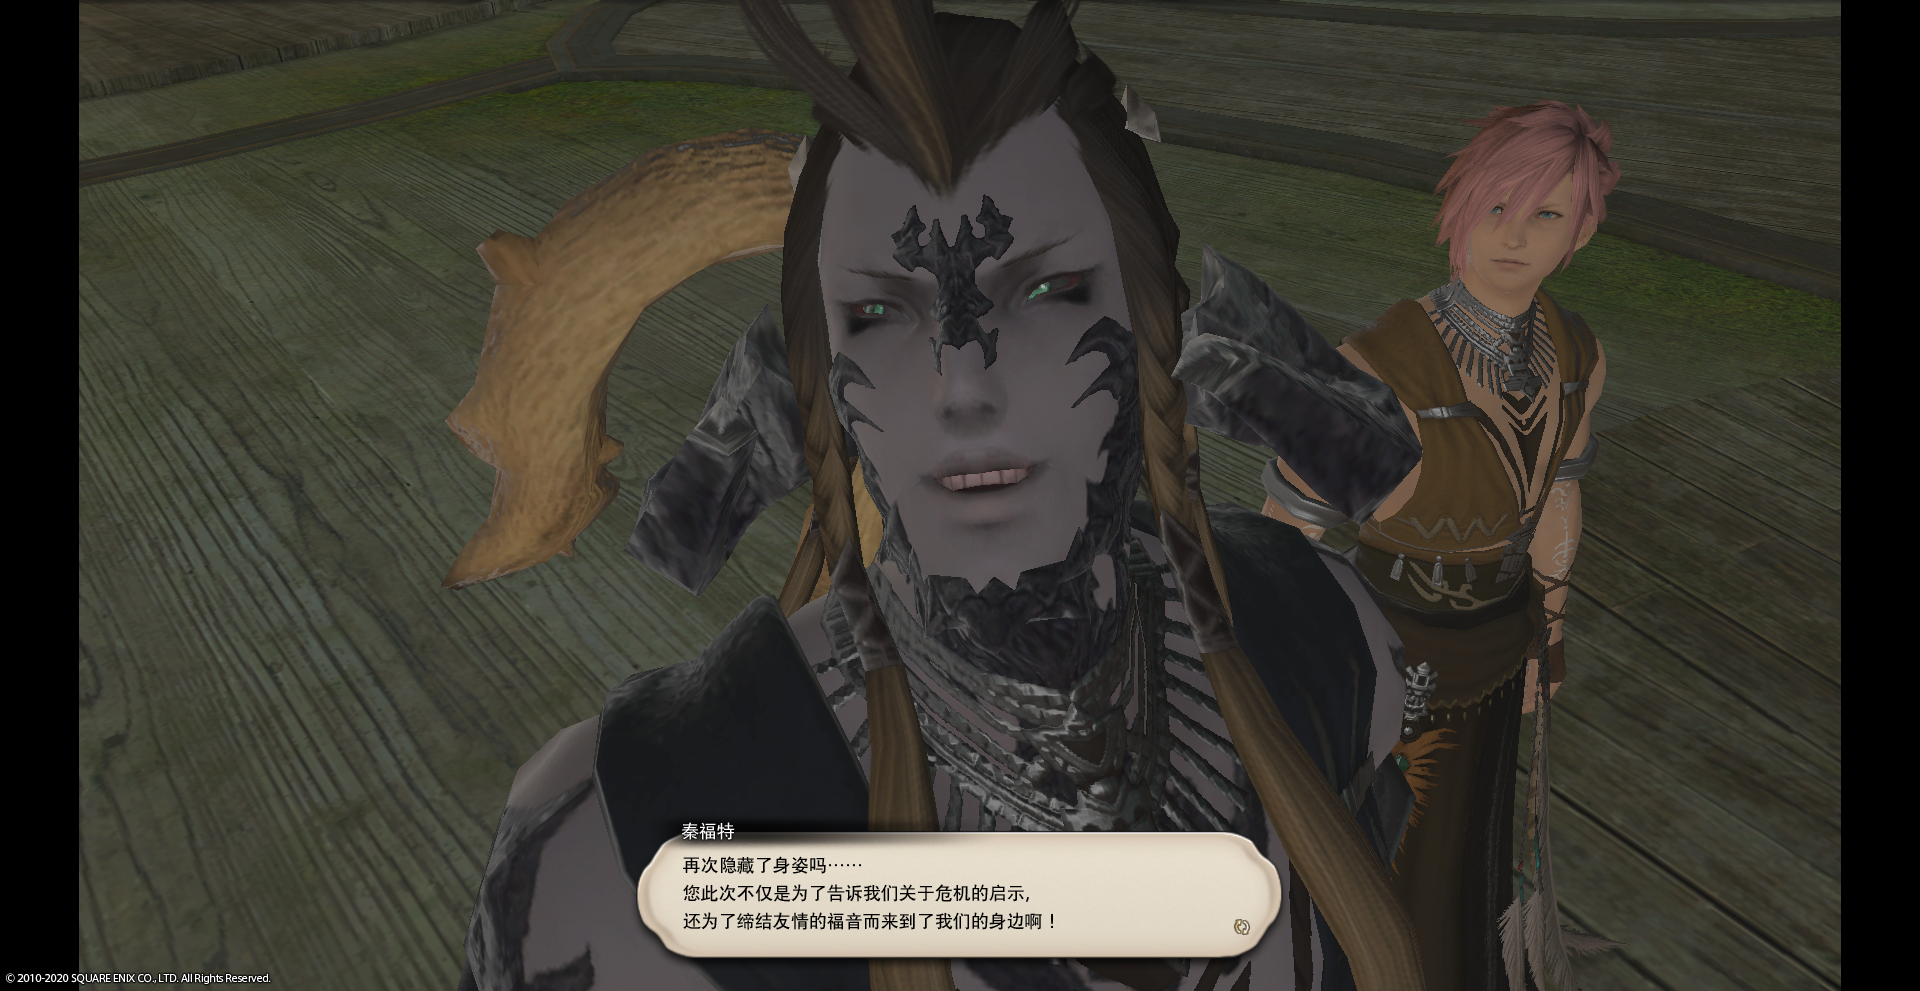 秦福特
再次隐藏了身姿吗……
您此次不仅是为了告诉我们关于危机的启示,
还为了缔结友情的福音而来到了我们的身边啊！
© 2010-2020 SQUARE ENIX CO., LTD. All Rights Reserved.